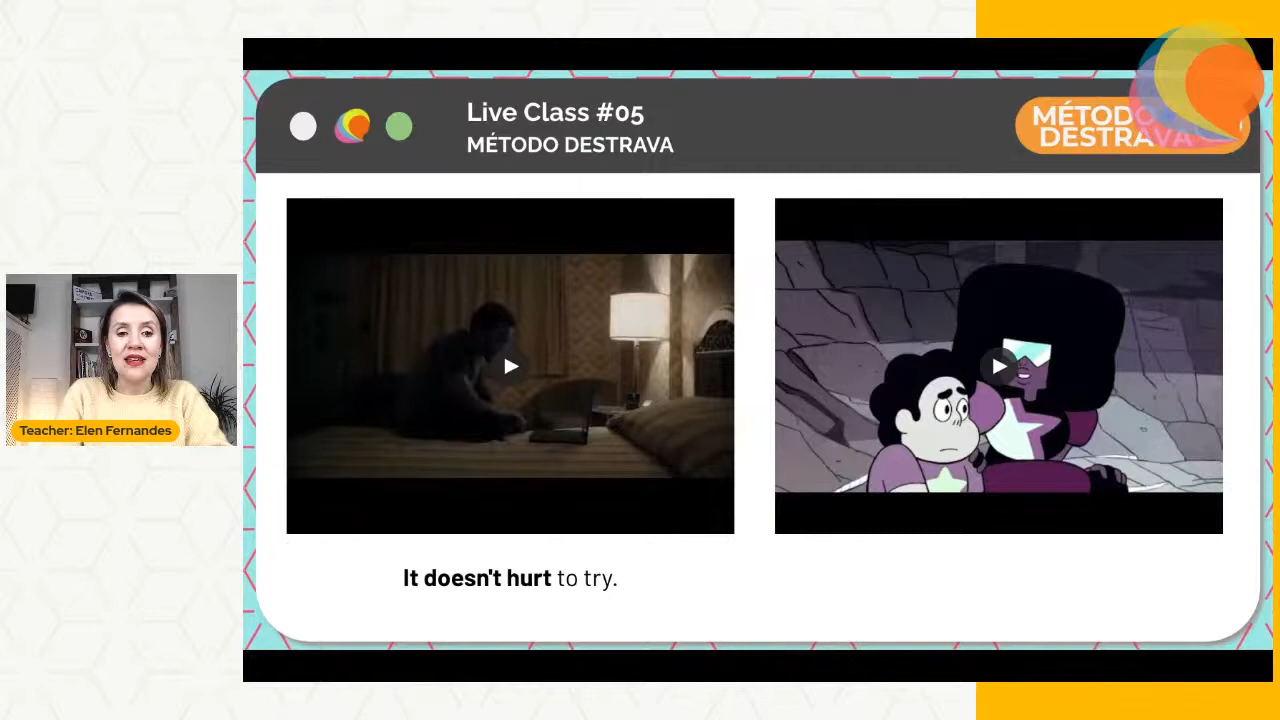 Live Class #05
MÉTODO DESTRAVA
MÉTODO
DESTRAVA
Teacher: Elen Fernandes
It doesn't hurt to try.